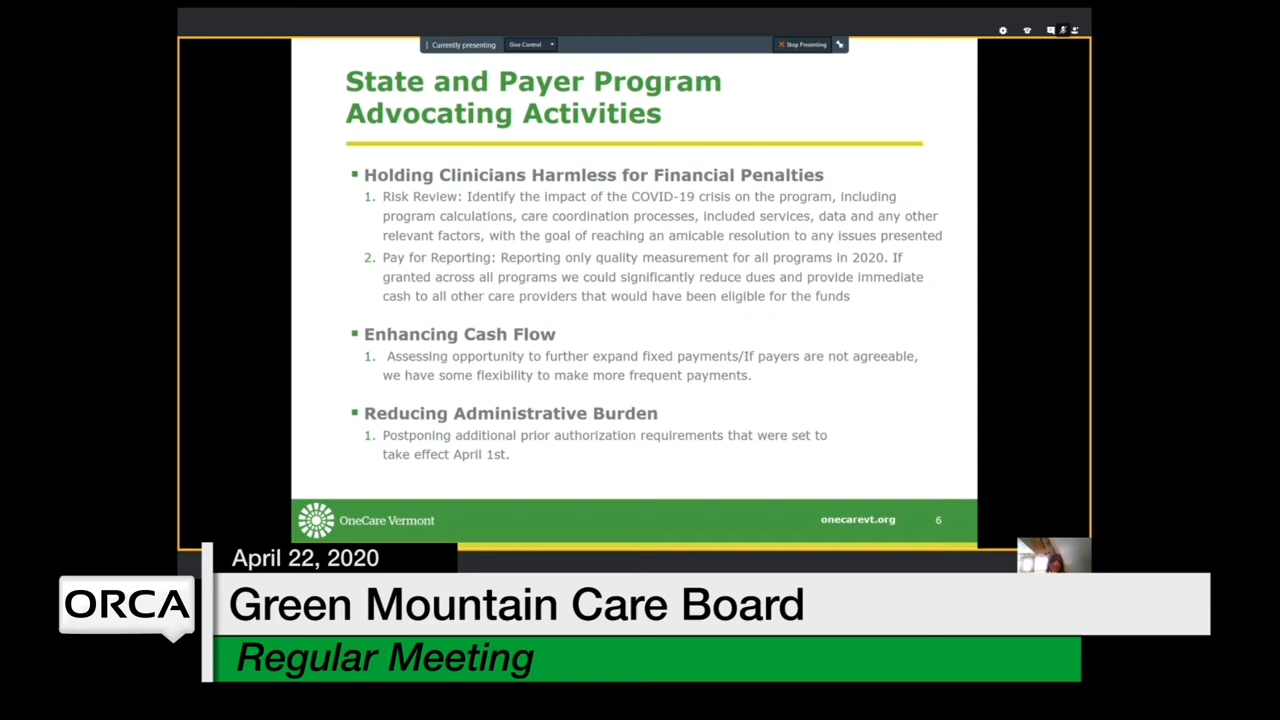 Currently presenting
Give Control
Stop Presenting
State and Payer Program
Advocating Activities
▪ Holding Clinicians Harmless for Financial Penalties
1. Risk Review: Identify the impact of the COVID-19 crisis on the program, including
program calculations, care coordination processes, included services, data and any other
relevant factors, with the goal of reaching an amicable resolution to any issues presented
2. Pay for Reporting: Reporting only quality measurement for all programs in 2020. If
granted across all programs we could significantly reduce dues and provide immediate
cash to all other care providers that would have been eligible for the funds
▪ Enhancing Cash Flow
1. Assessing opportunity to further expand fixed payments/If payers are not agreeable,
we have some flexibility to make more frequent payments.
▪ Reducing Administrative Burden
1. Postponing additional prior authorization requirements that were set to
take effect April 1st.
OneCare Vermont
onecarevt.org
6
April 22, 2020
ORCA
Green Mountain Care Board
Regular Meeting